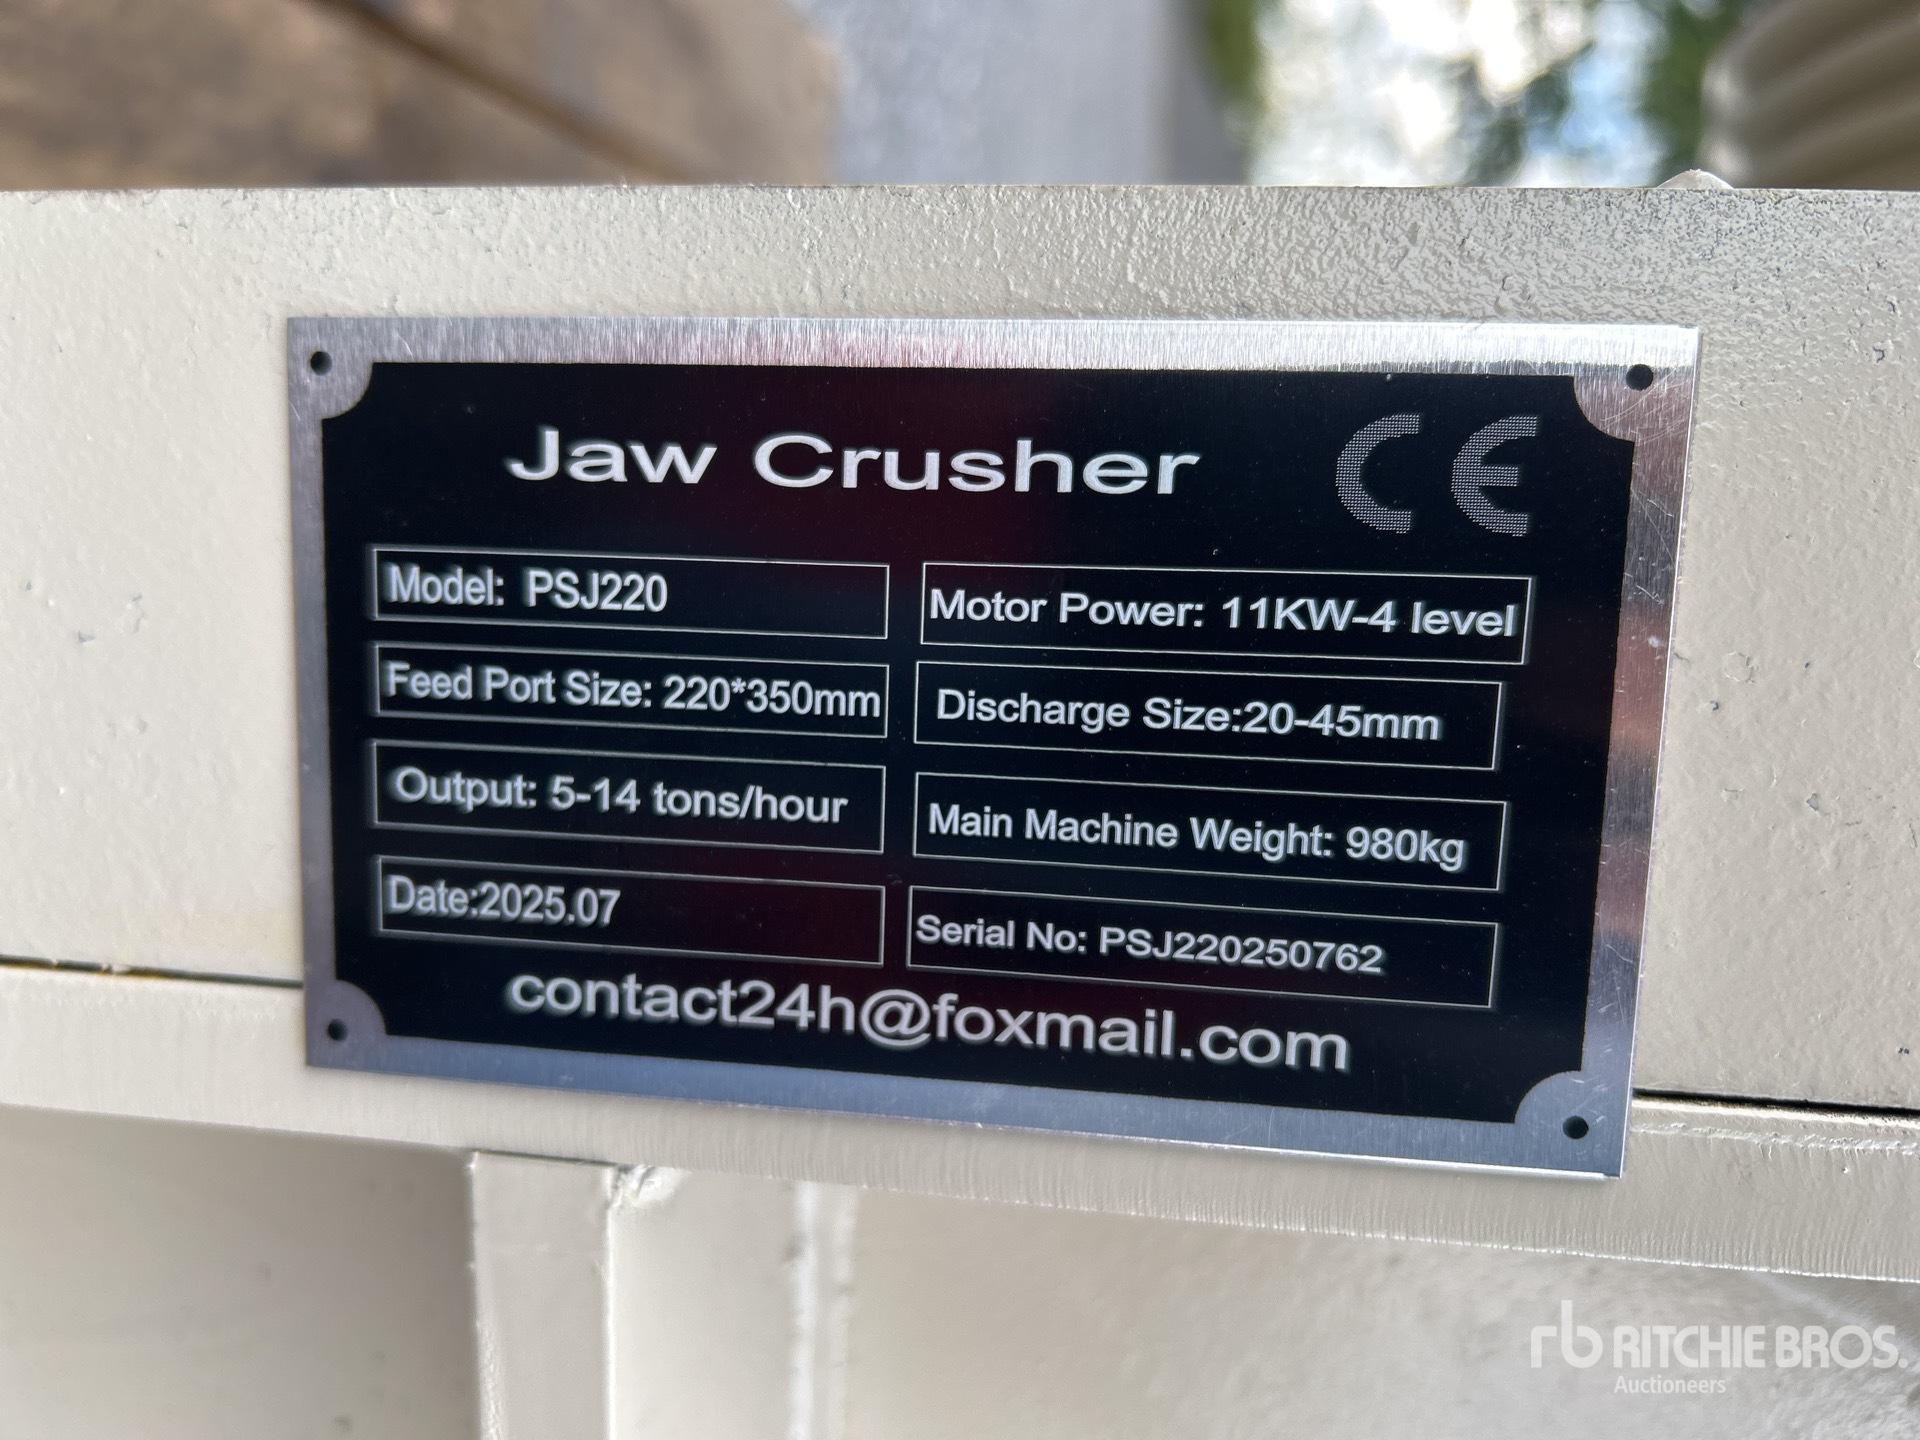 Jaw Crusher CE
Model: PSJ220
Motor Power: 11KW-4 level
Feed Port Size: 220*350mm
Discharge Size:20-45mm
Output: 5-14 tons/hour
Main Machine Weight: 980kg
Date:2025.07
Serial No: PSJ220250762
contact24h@foxmail.com
rb RITCHIE BROS.
Auctioneers